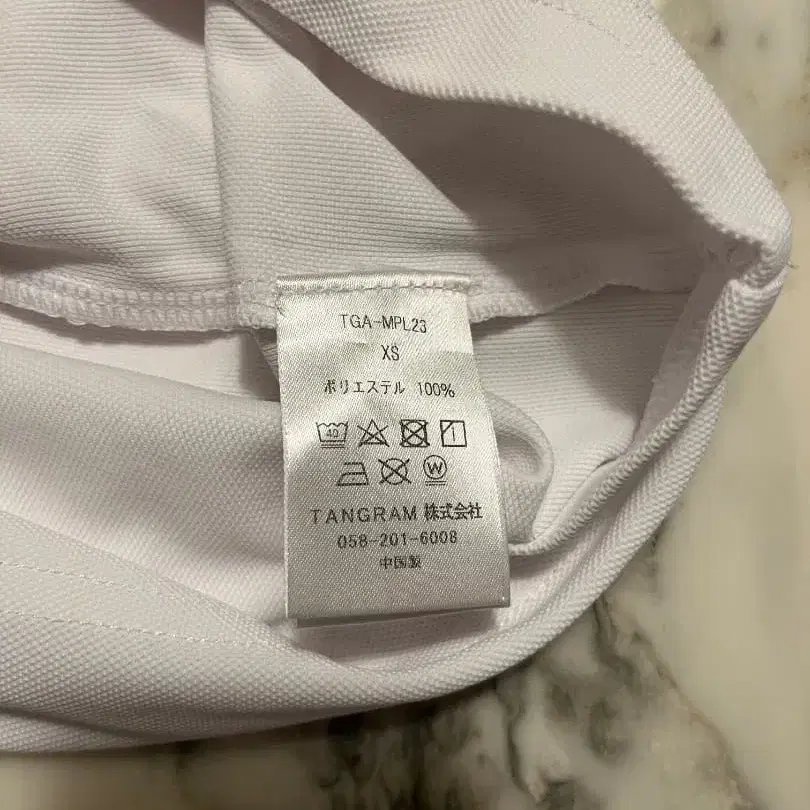 TGA-MPL23
XS
ポリエステル 100%
40
W
TANGRAM 株式会社
058-201-6008
中国製